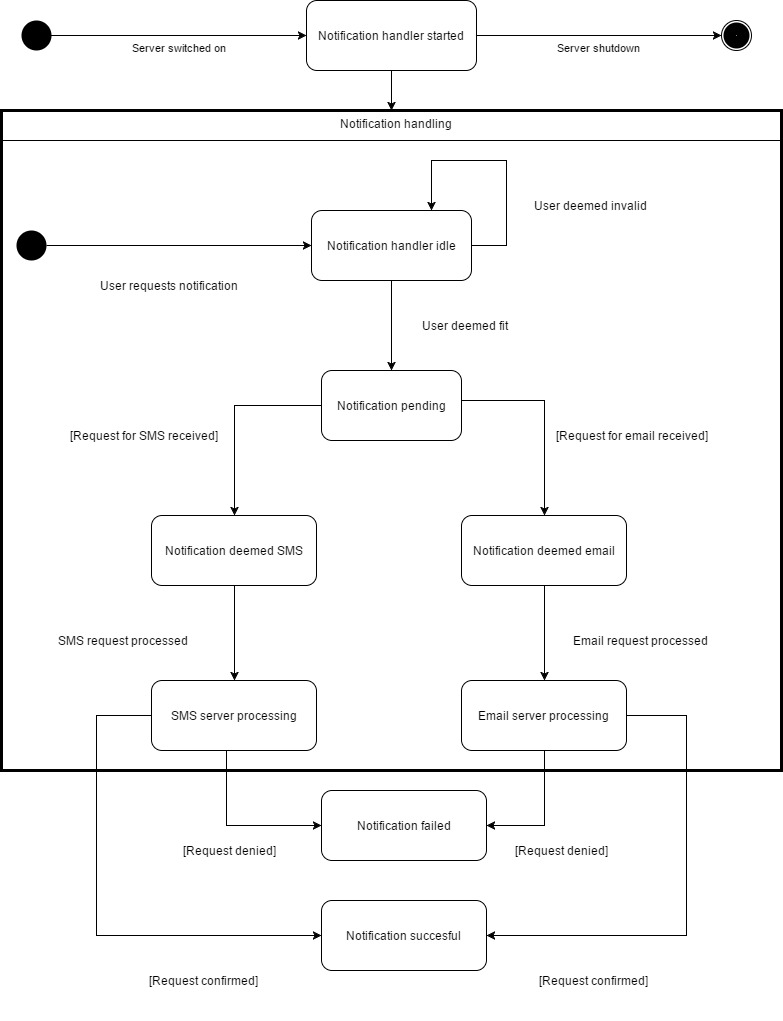 Notification handler started
Server switched on
Server shutdown
Notification handling
User deemed invalid
Notification handler idle
User requests notification
User deemed fit
Notification pending
[Request for SMS received]
[Request for email received]
Notification deemed SMS
Notification deemed email
SMS request processed
Email request processed
SMS server processing
Email server processing
Notification failed
[Request denied]
[Request denied]
Notification succesful
[Request confirmed]
[Request confirmed]